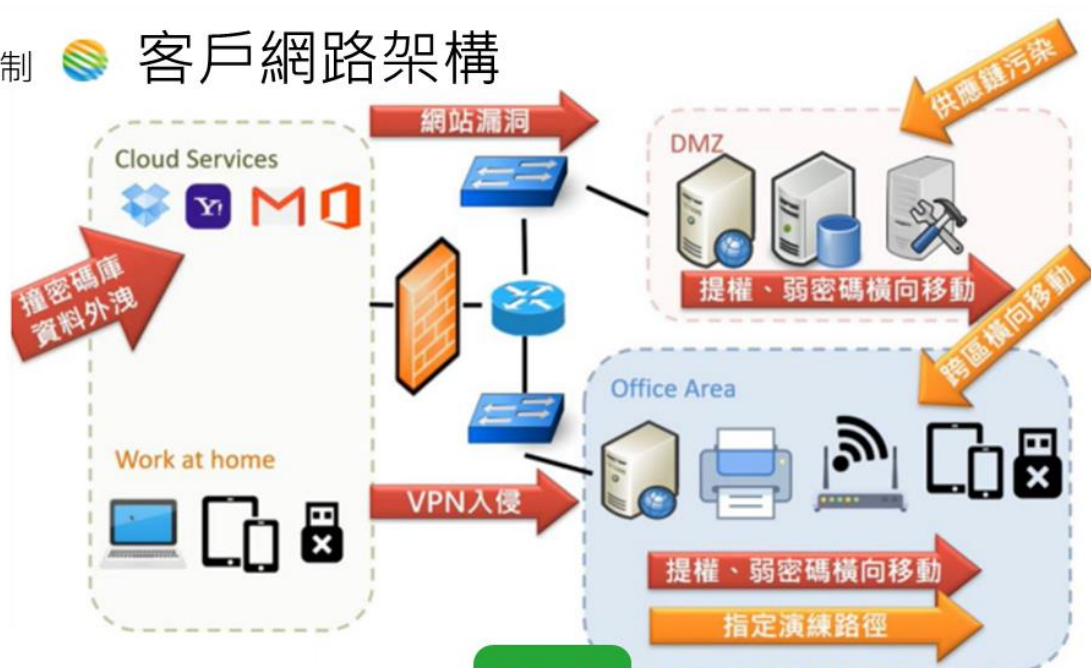 制
客戶網路架構
供應鏈污染
網站漏洞
Cloud Services
DMZ
Y!
撞密碼庫
資料外洩
提權、弱密碼橫向移動
跨區橫向移動
Office Area
Work at home
VPN入侵
提權、弱密碼橫向移動
指定演練路徑